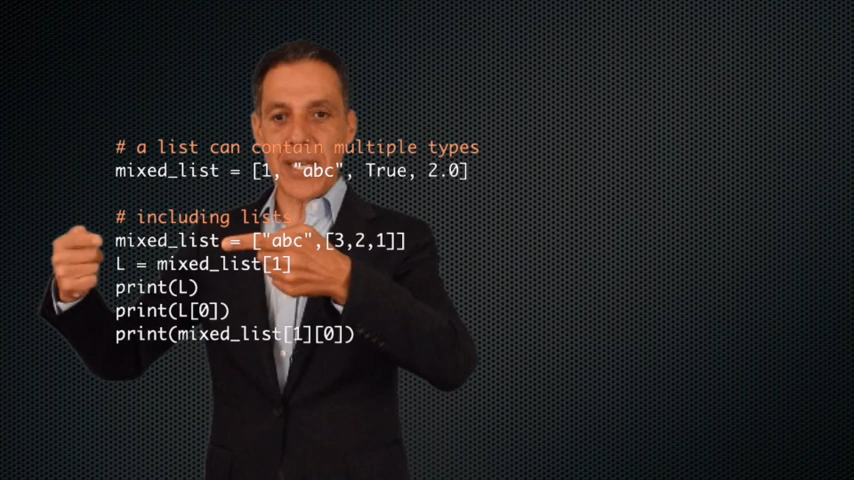 # a list can contain multiple types
mixed_list = [1, "abc", True, 2.0]
# including lists
mixed_list = ["abc",[3,2,1]]
L = mixed_list[1]
print(L)
print(L[0])
print(mixed_list[1][0])